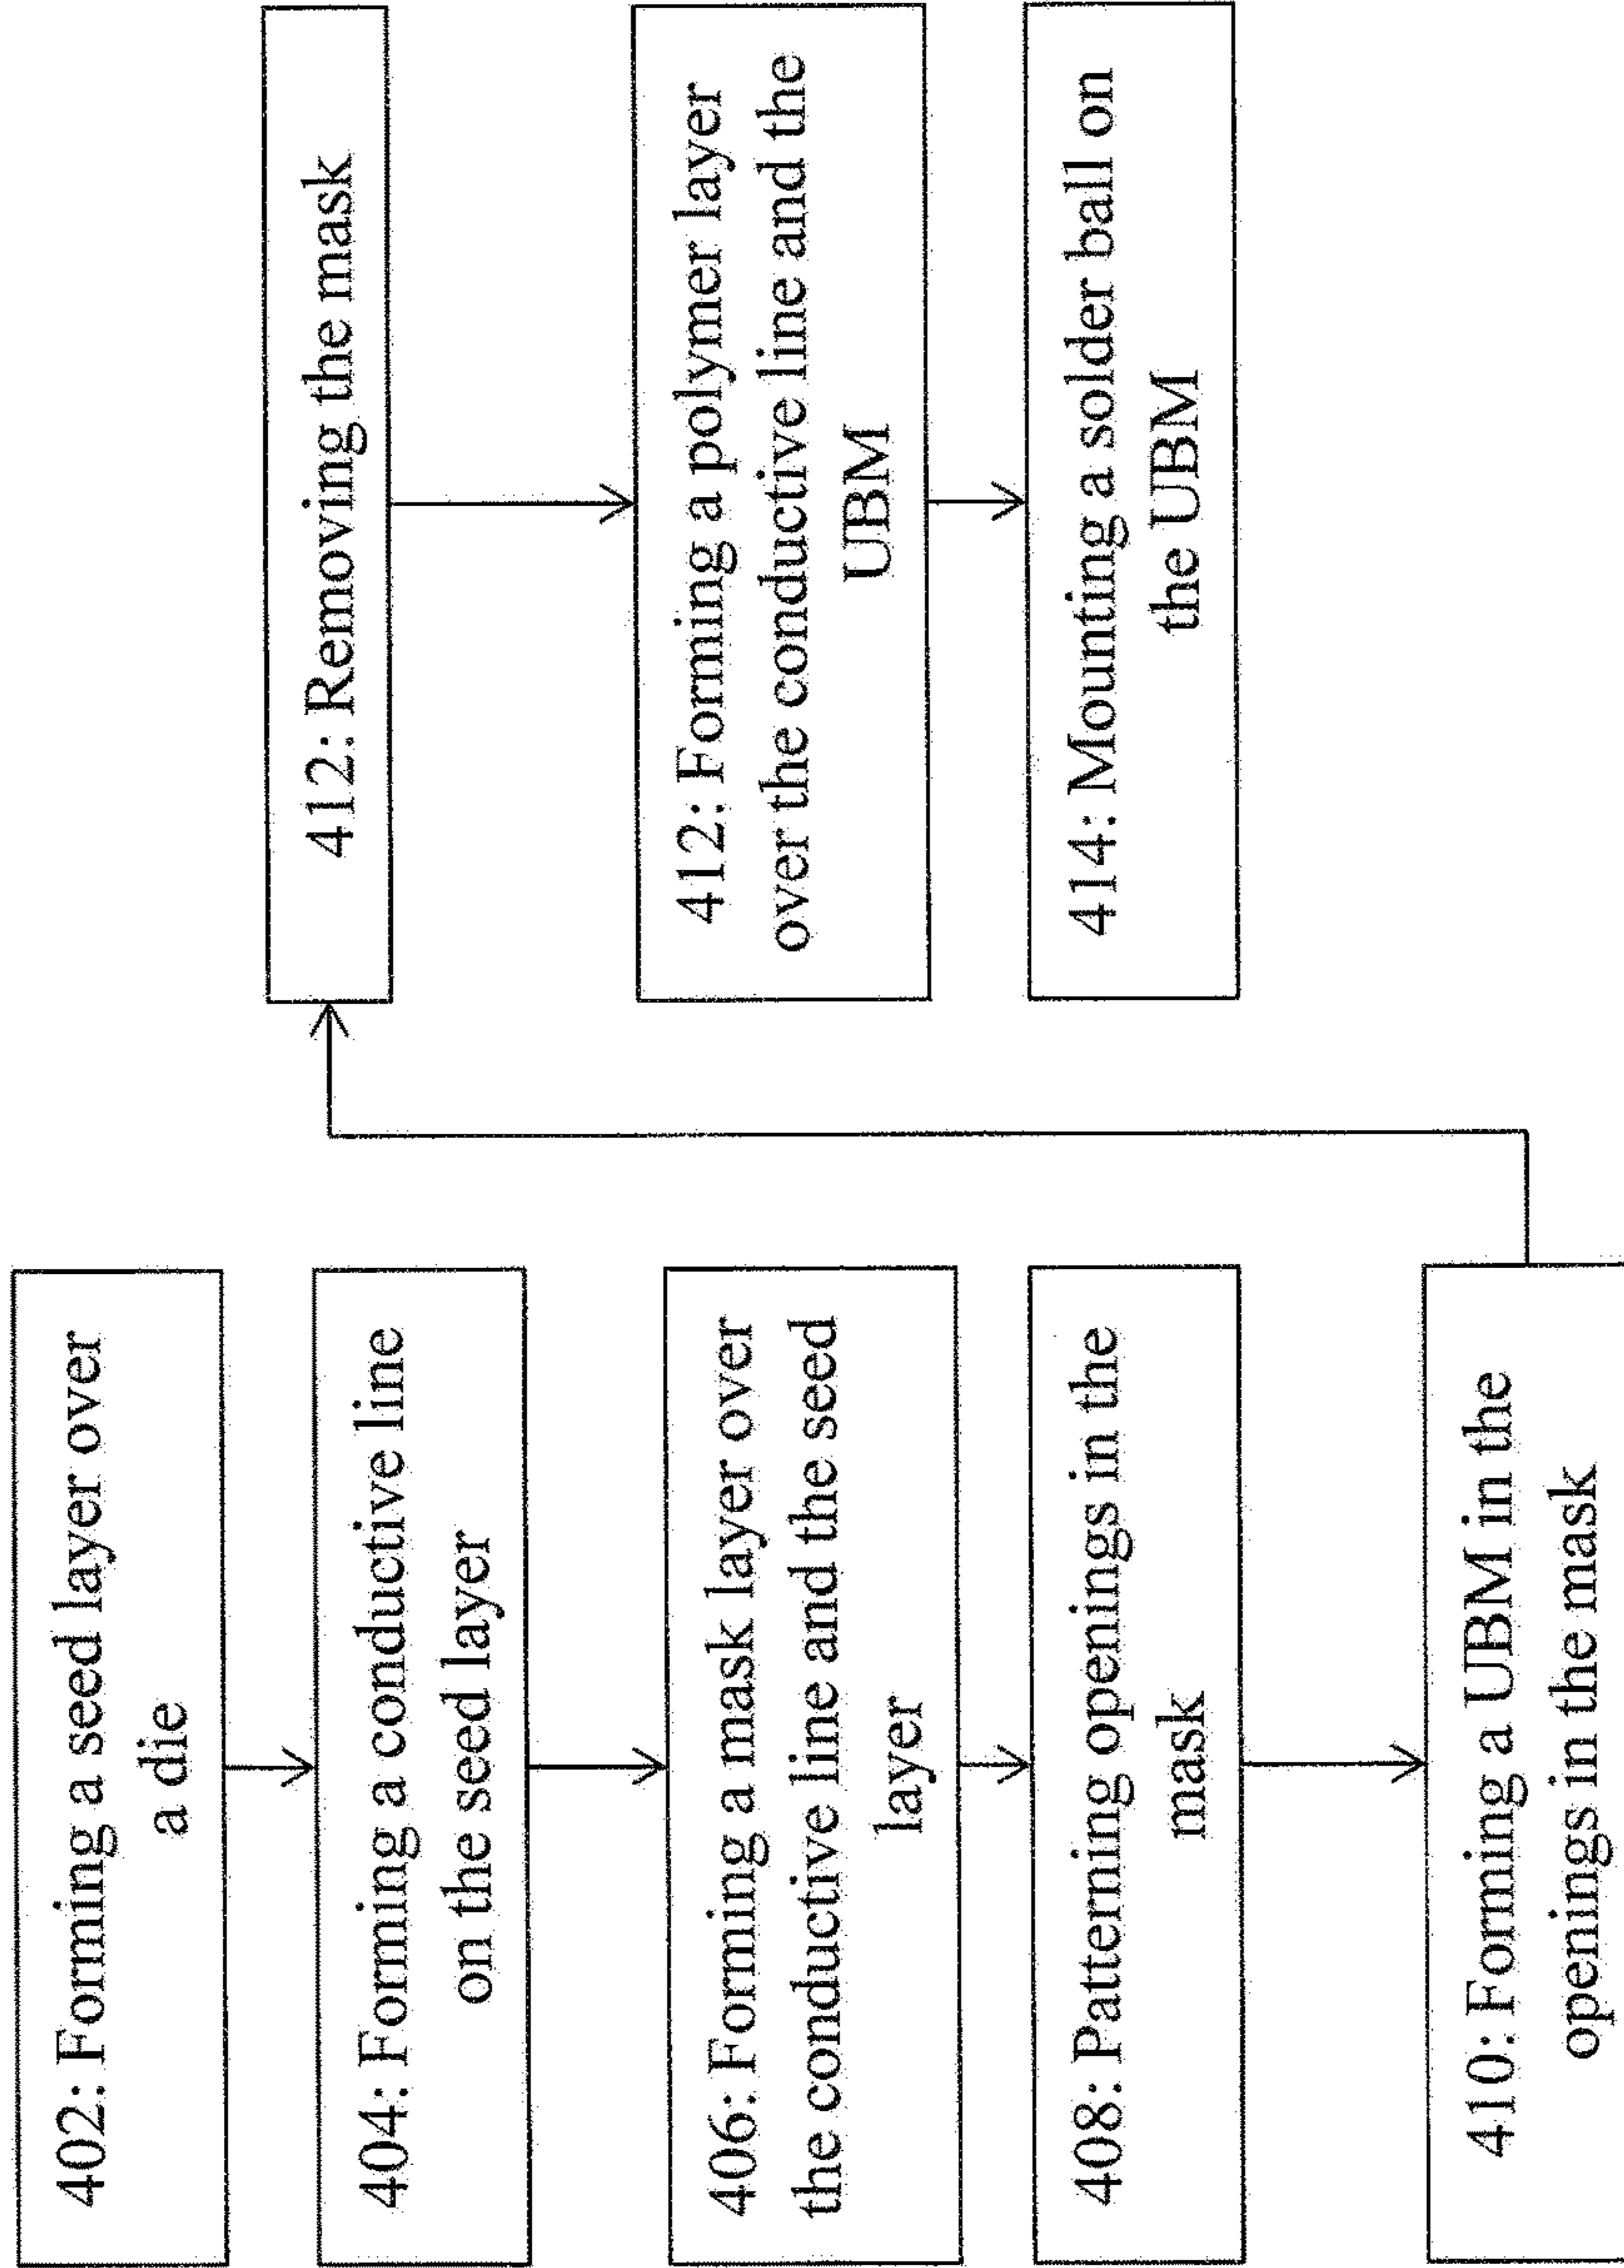 402: Forming a seed layer over
a die
404: Forming a conductive line
on the seed layer
406: Forming a mask layer over
the conductive line and the seed
layer
408: Patterning openings in the
mask
410: Forming a UBM in the
openings in the mask
412: Removing the mask
412: Forming a polymer layer
over the conductive line and the
UBM
414: Mounting a solder ball on
the UBM